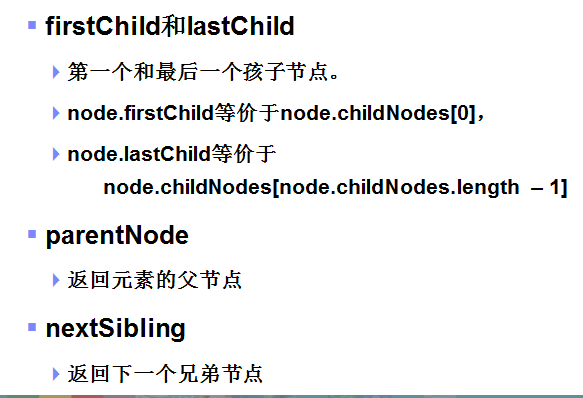 firstChild和lastChild
第一个和最后一个孩子节点。
node.firstChild等价于node.childNodes[0]，
node.lastChild等价于
node.childNodes[node.childNodes.length – 1]
parentNode
返回元素的父节点
nextSibling
返回下一个兄弟节点